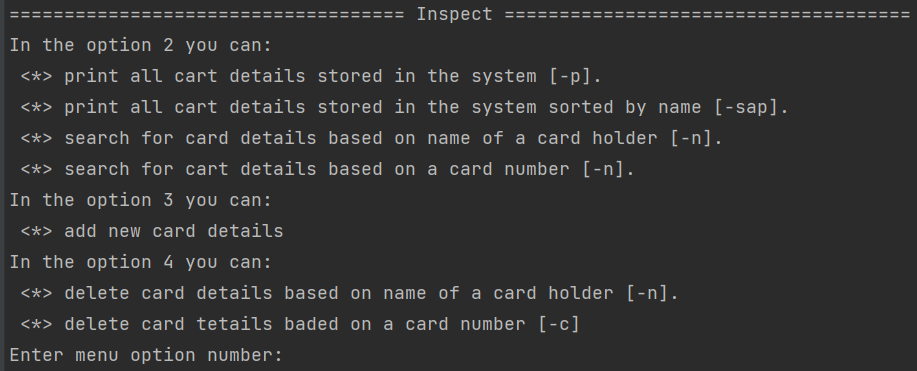 ==================================== Inspect =====================================
In the option 2 you can:
<*> print all cart details stored in the system [-p].
<*> print all cart details stored in the system sorted by name [-sap].
<*> search for card details based on name of a card holder [-n].
<*> search for cart details based on a card number [-n].
In the option 3 you can:
<*> add new card details
In the option 4 you can:
<*> delete card details based on name of a card holder [-n].
<*> delete card tetails baded on a card number [-c]
Enter menu option number: